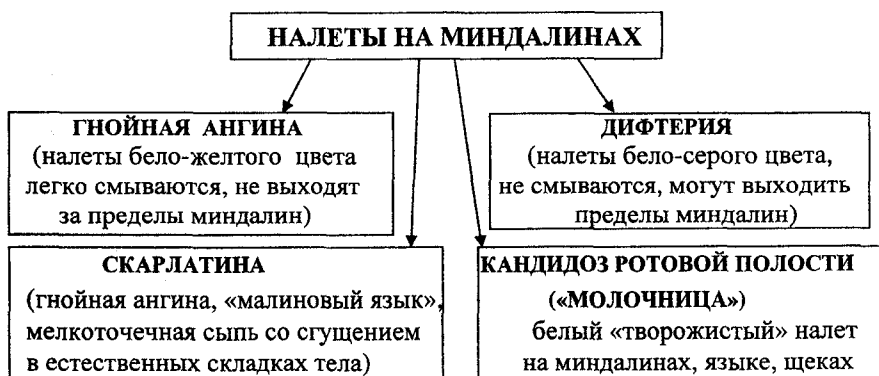 НАЛЕТЫ НА МИНДАЛИНАХ
ГНОЙНАЯ АНГИНА
(налеты бело-желтого цвета
легко смываются, не выходят
за пределы миндалин)
ДИФТЕРИЯ
(налеты бело-серого цвета,
не смываются, могут выходить
пределы миндалин)
СКАРЛАТИНА
(гнойная ангина, «малиновый язык»,
мелкоточечная сыпь со сгущением
в естественных складках тела)
КАНДИДОЗ РОТОВОЙ ПОЛОСТИ
(«МОЛОЧНИЦА»)
белый «творожистый» налет
на миндалинах, языке, щеках